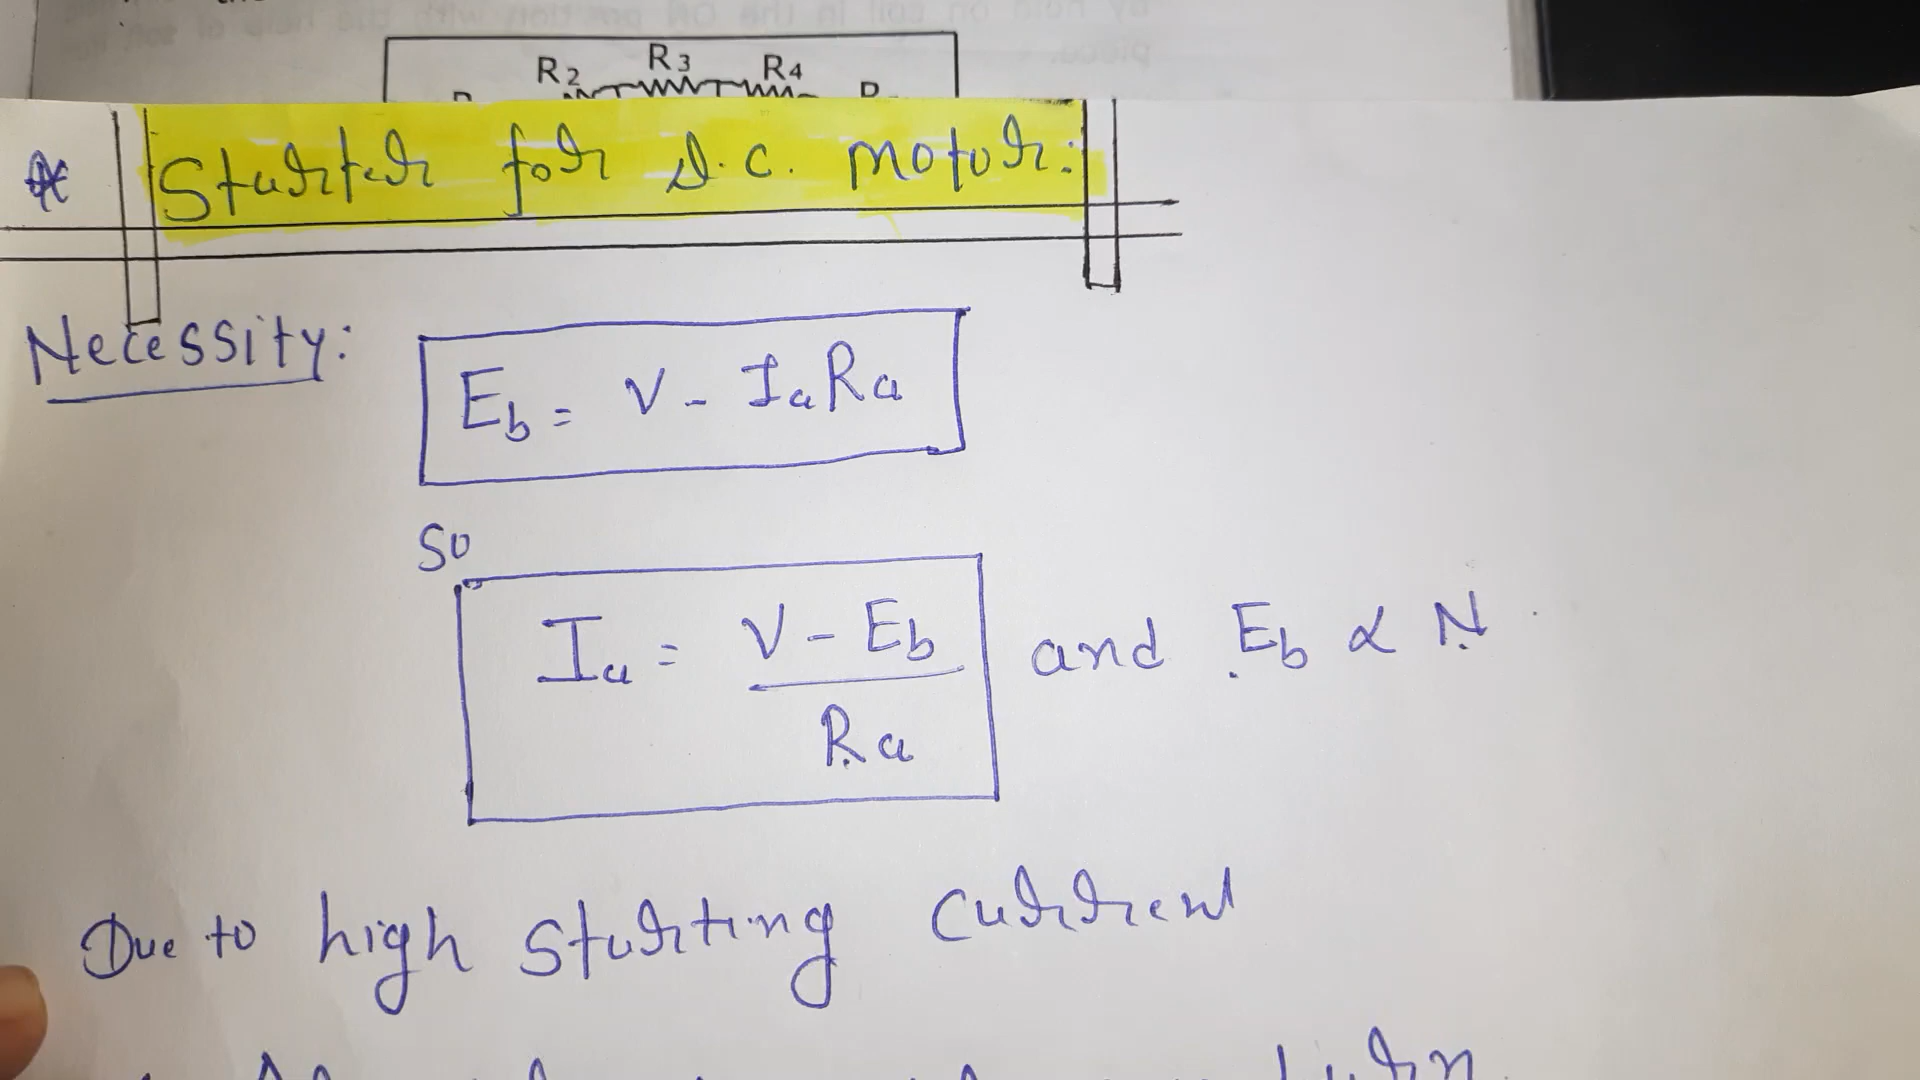 R2 R3 R4
Starter for D.C. motor:
Necessity:
Eb = V - IaRa
so
Ia = V - Eb / Ra and Eb ∝ N
Due to high starting current